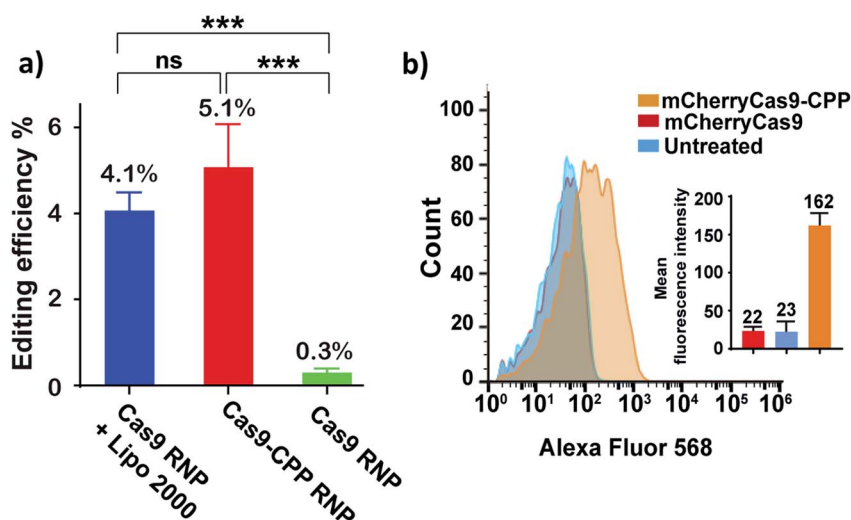 a)
***
ns
***
Editing efficiency %
6
4
2
0
4.1%
5.1%
0.3%
Cas9 RNP
+ Lipo 2000
Cas9-CPP RNP
Cas9 RNP
b)
Count
100
80
60
40
20
0
10⁰ 10¹ 10² 10³ 10⁴ 10⁵ 10⁶
Alexa Fluor 568
mCherryCas9-CPP
mCherryCas9
Untreated
Mean
fluorescence intensity
200
150
100
50
0
22
23
162